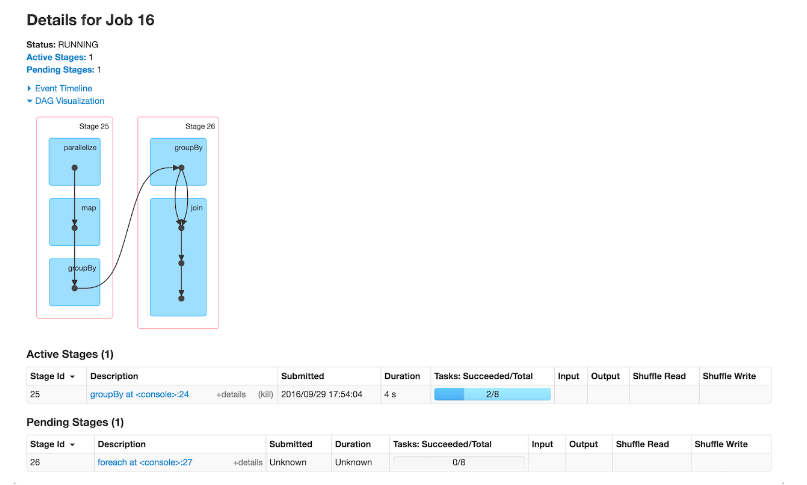 Details for Job 16
Status: RUNNING
Active Stages: 1
Pending Stages: 1
Event Timeline
DAG Visualization
Stage 25
Stage 26
parallelize
groupBy
map
join
groupBy
Active Stages (1)
Stage Id Description Submitted Duration Tasks: Succeeded/Total Input Output Shuffle Read Shuffle Write
25 groupBy at <console>:24 +details (kill) 2016/09/29 17:54:04 4 s 2/8
Pending Stages (1)
Stage Id Description Submitted Duration Tasks: Succeeded/Total Input Output Shuffle Read Shuffle Write
26 foreach at <console>:27 +details Unknown Unknown 0/8